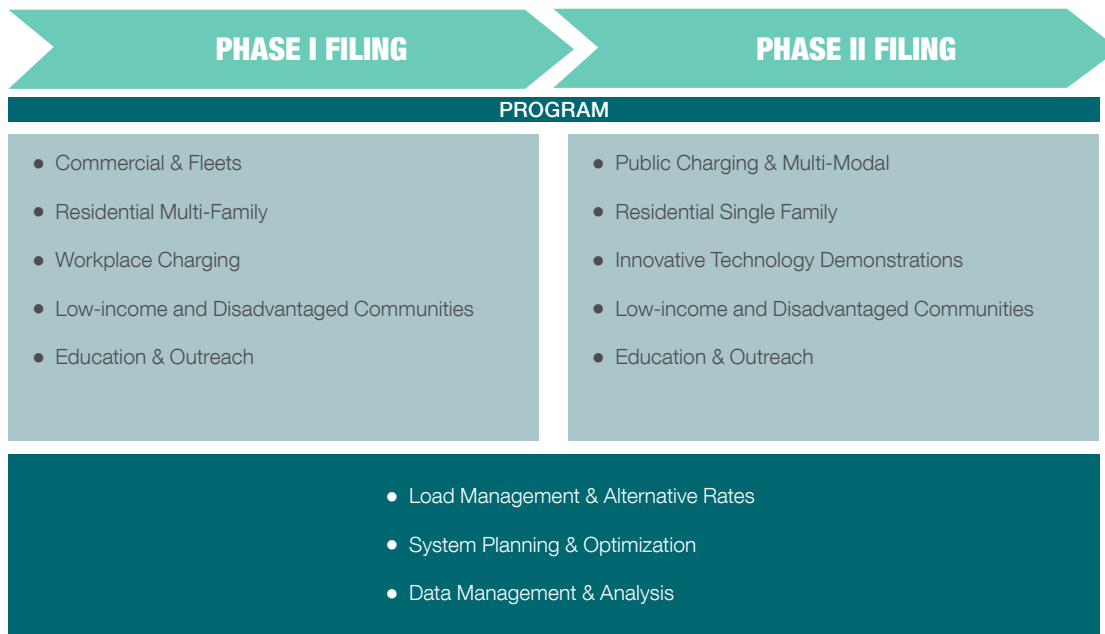 PHASE I FILING
PHASE II FILING
PROGRAM
• Commercial & Fleets
• Residential Multi-Family
• Workplace Charging
• Low-income and Disadvantaged Communities
• Education & Outreach
• Public Charging & Multi-Modal
• Residential Single Family
• Innovative Technology Demonstrations
• Low-income and Disadvantaged Communities
• Education & Outreach
• Load Management & Alternative Rates
• System Planning & Optimization
• Data Management & Analysis